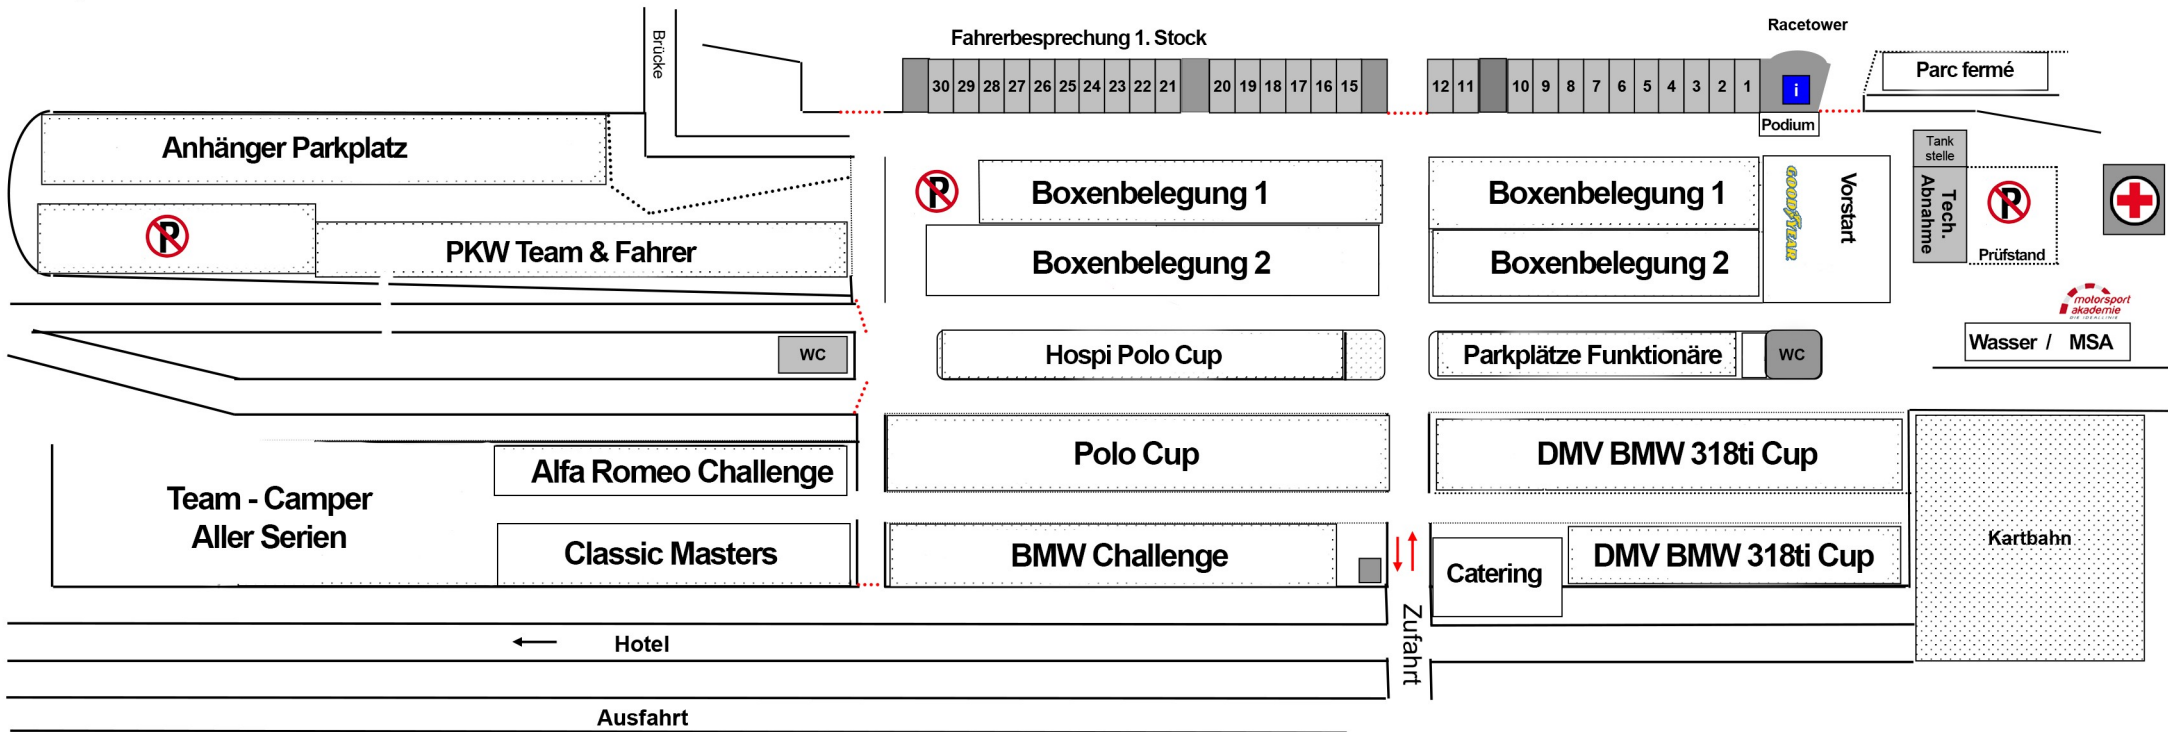 Racetower
Brücke
Fahrerbesprechung 1. Stock
Parc fermé
30 29 28 27 26 25 24 23 22 21 20 19 18 17 16 15 12 11 10 9 8 7 6 5 4 3 2 1
i
Podium
Anhänger Parkplatz
Tank
stelle
P
Boxenbelegung 1
Boxenbelegung 1
GOODYEAR
Vorstart
Tech.
Abnahme
P
Prüfstand
P
PKW Team & Fahrer
Boxenbelegung 2
Boxenbelegung 2
motorsport
akademie
DIE IDEALLINIE
WC
Hospi Polo Cup
Parkplätze Funktionäre
WC
Wasser / MSA
Alfa Romeo Challenge
Polo Cup
DMV BMW 318ti Cup
Team - Camper
Aller Serien
Classic Masters
BMW Challenge
Catering
DMV BMW 318ti Cup
Kartbahn
Zufahrt
Hotel
Ausfahrt